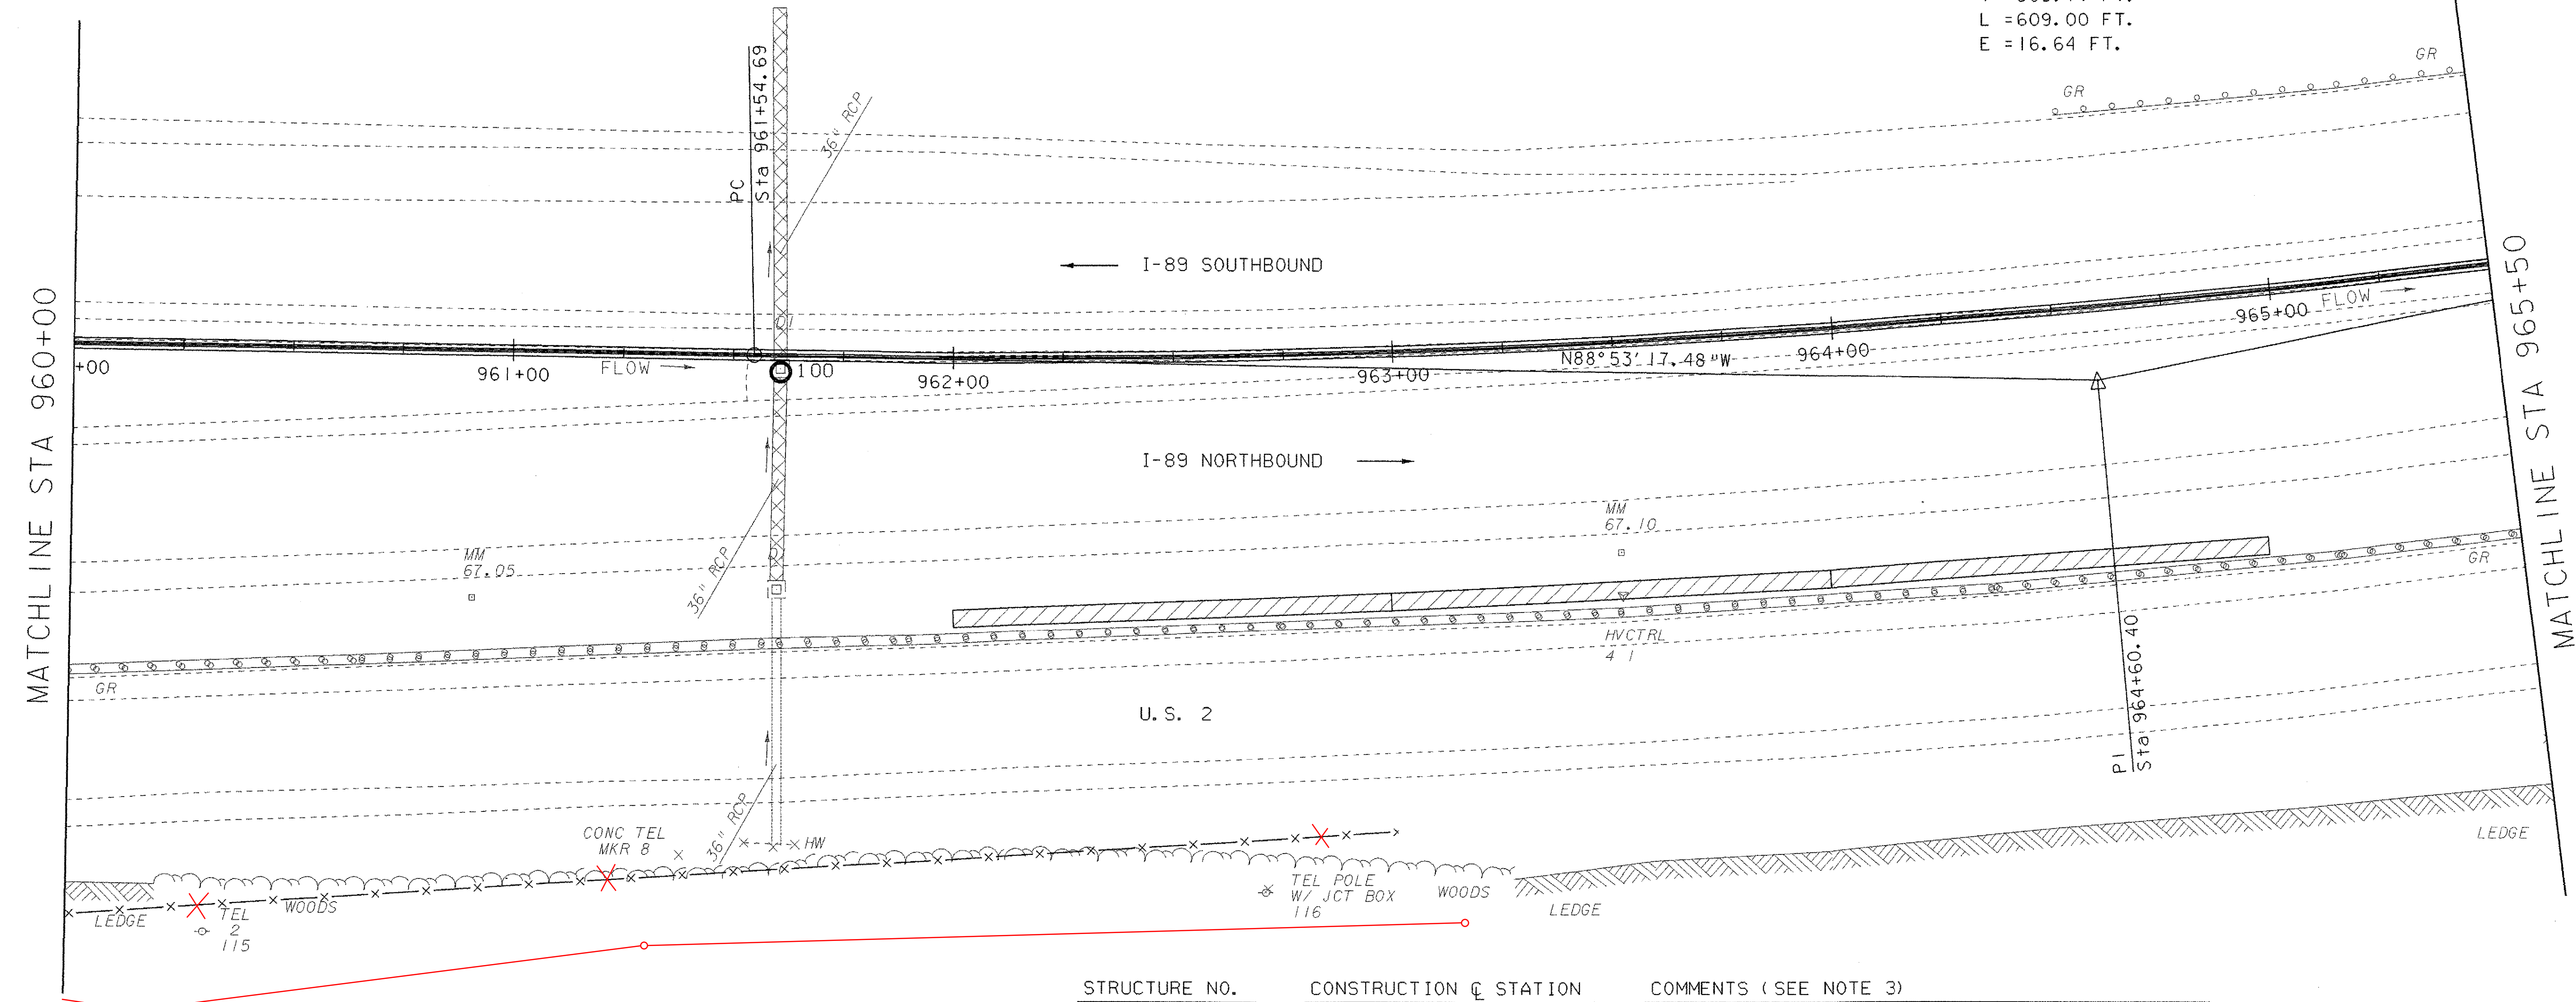 L =609.00 FT.
E =16.64 FT.
GR
GR
PC
Sta 961+54.69
36" RCP
I-89 SOUTHBOUND
MATCHLINE STA 960+00
MATCHLINE STA 965+50
+00
961+00
FLOW
100
962+00
963+00
N88°53'17.48"W
964+00
965+00
FLOW
I-89 NORTHBOUND
MM
67.05
MM
67.10
36" RCP
GR
GR
HVCTRL
4 1
U.S. 2
PI
Sta 964+60.40
36" RCP
CONC TEL
MKR 8
HW
LEDGE
TEL
2
115
WOODS
TEL POLE
W/ JCT BOX
116
WOODS
LEDGE
LEDGE
STRUCTURE NO.
CONSTRUCTION ℄ STATION
COMMENTS (SEE NOTE 3)